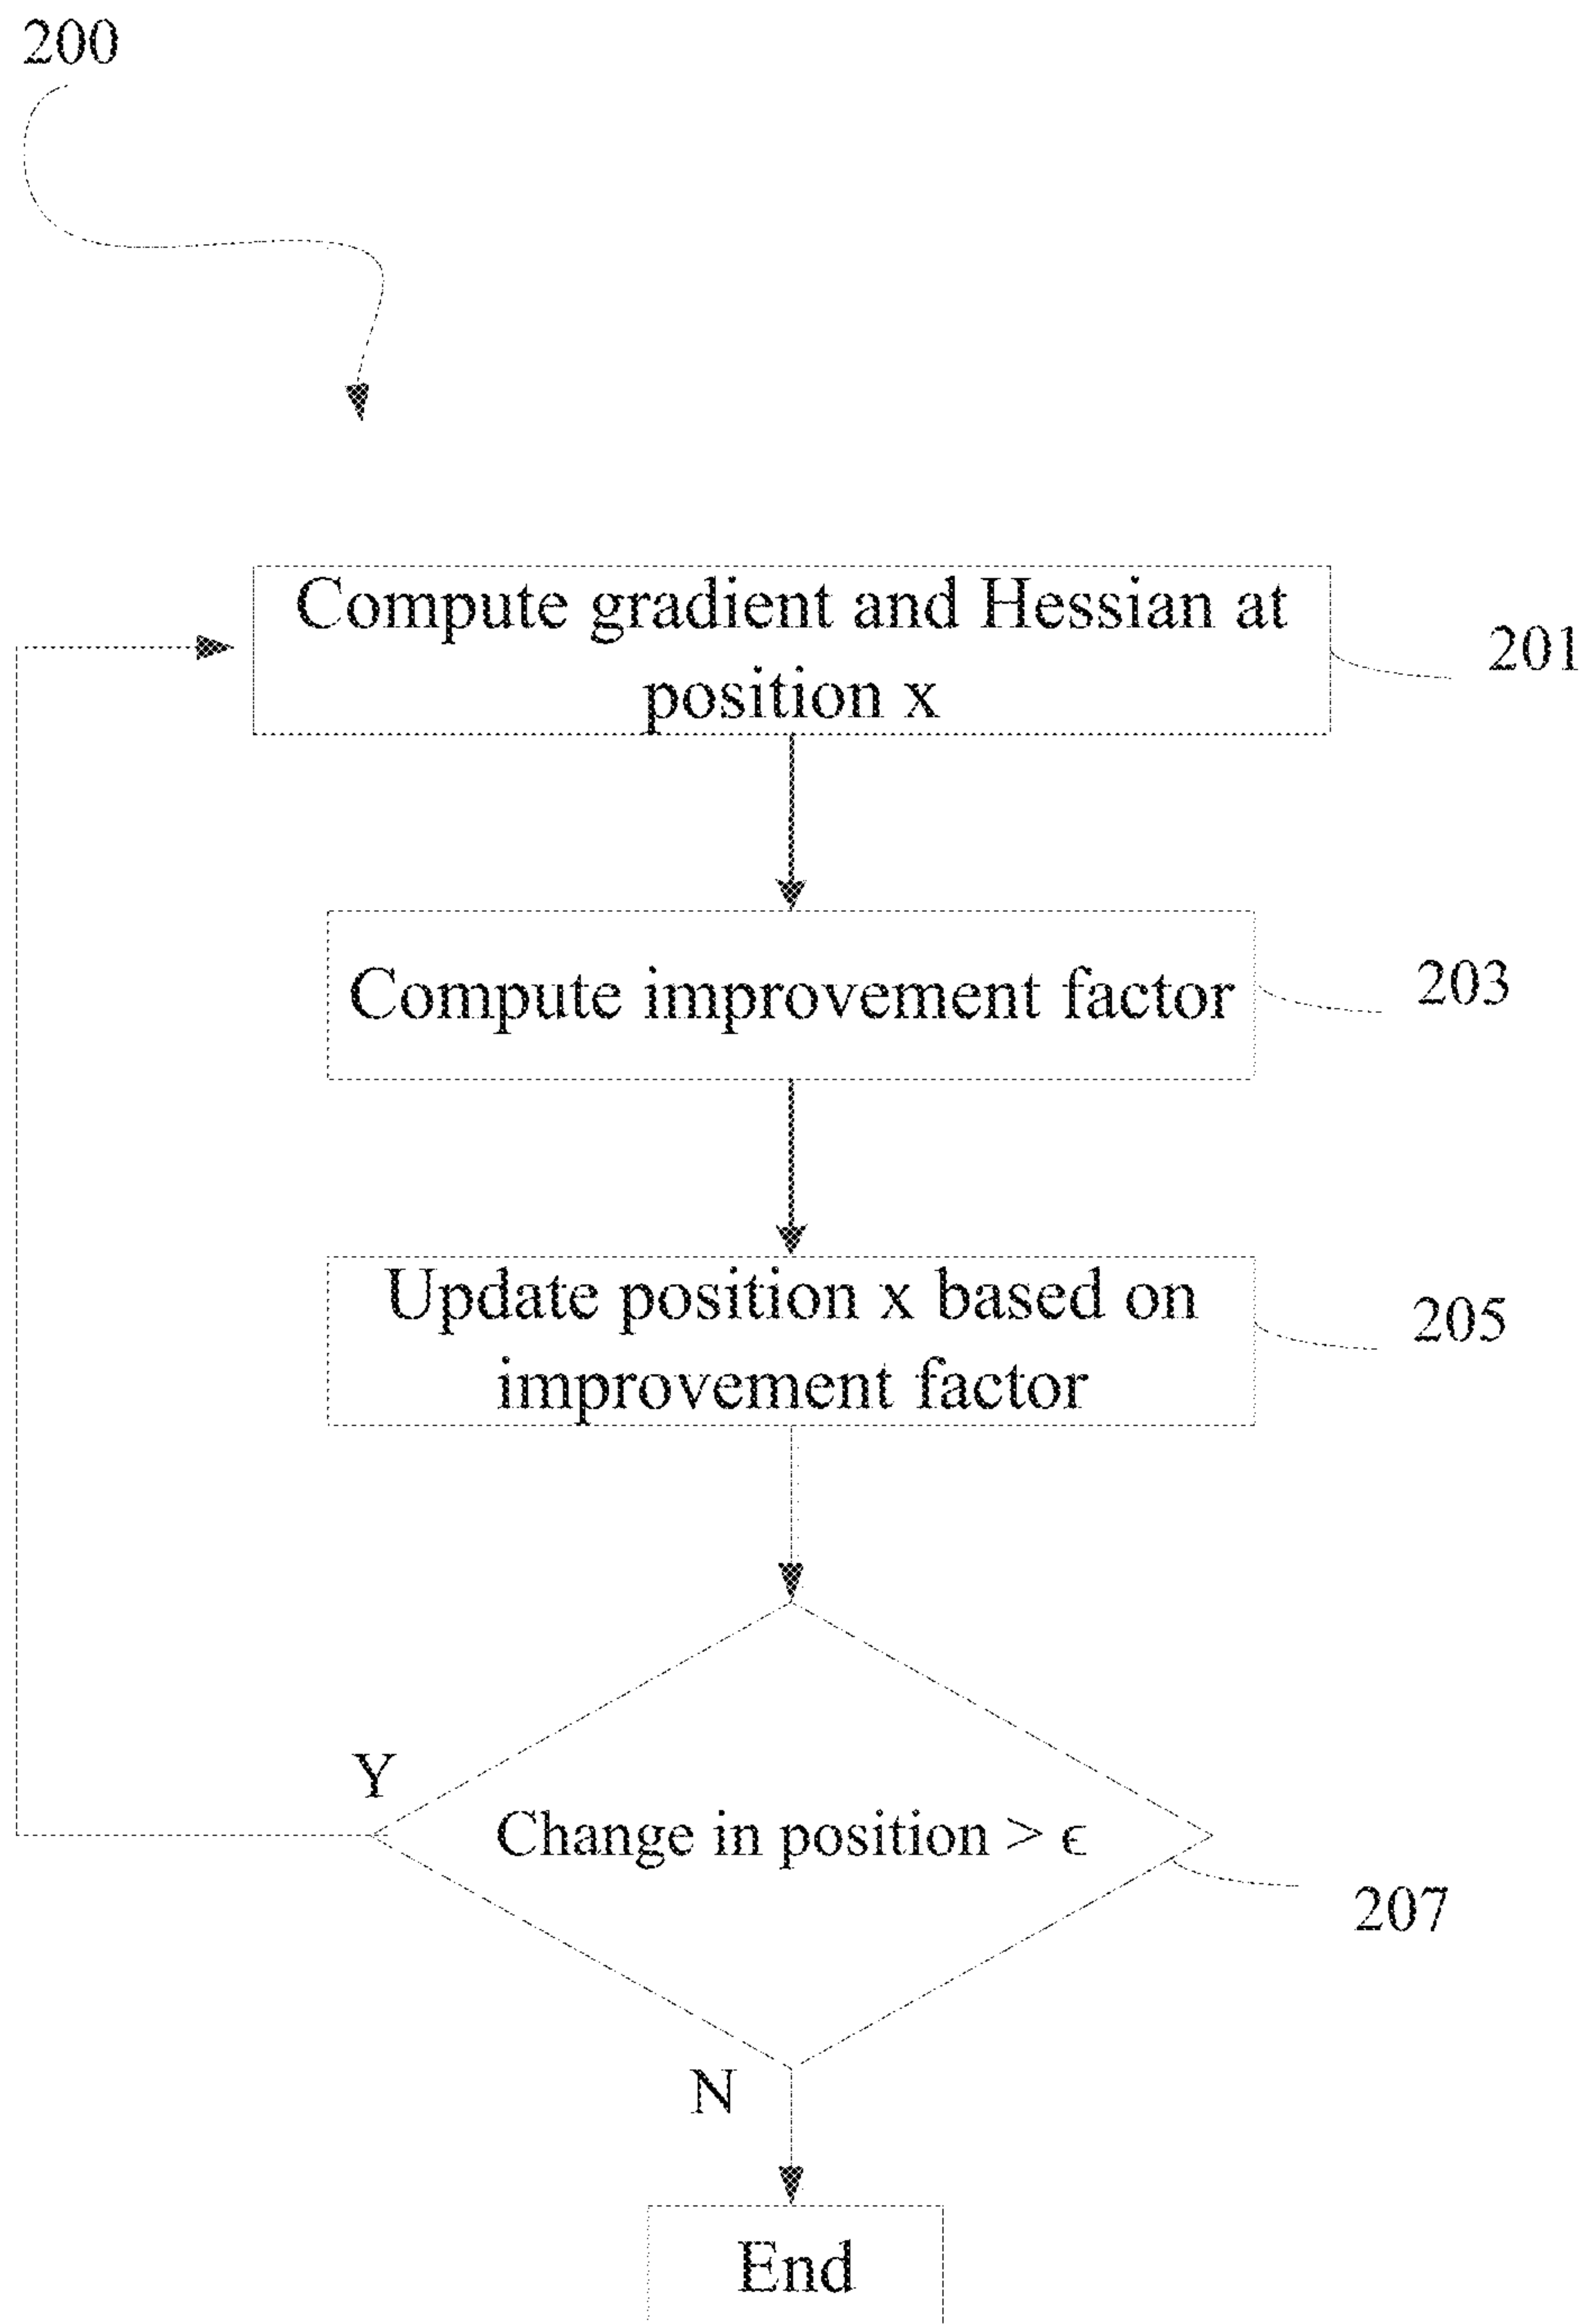 200
Compute gradient and Hessian at
position x
201
Compute improvement factor
203
Update position x based on
improvement factor
205
Y
Change in position > ϵ
207
N
End